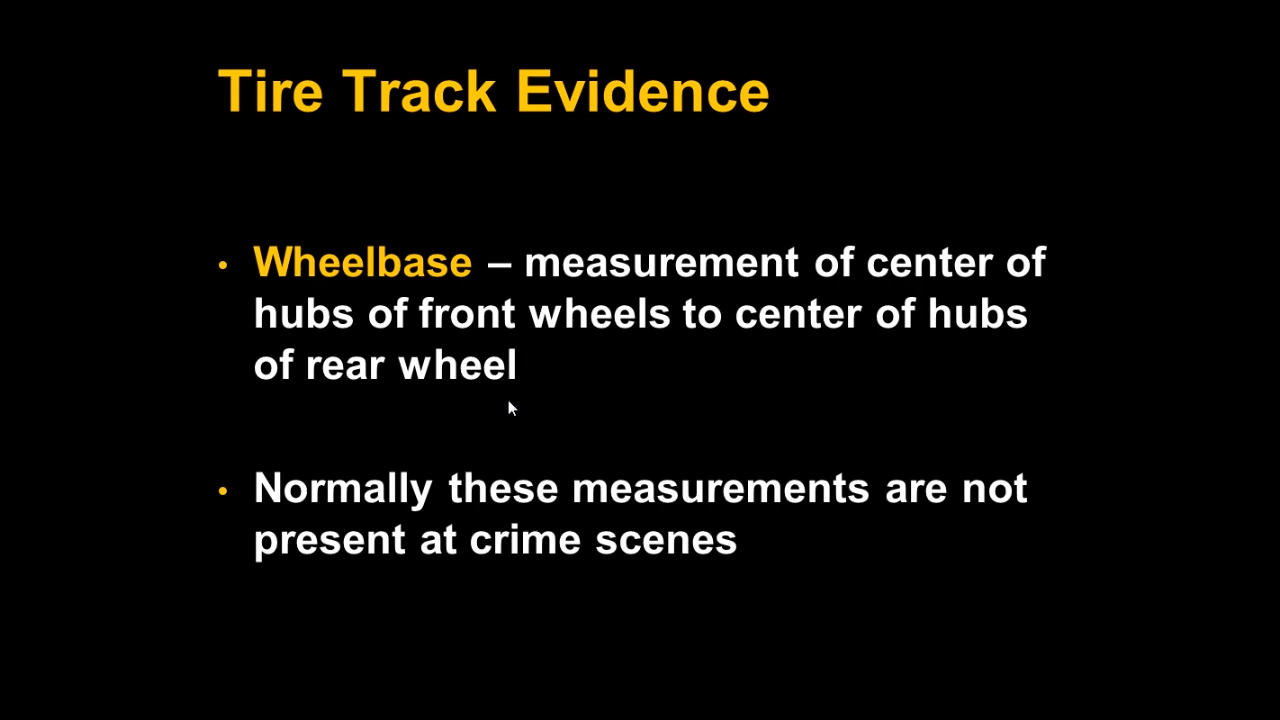 Tire Track Evidence
• Wheelbase – measurement of center of
hubs of front wheels to center of hubs
of rear wheel
• Normally these measurements are not
present at crime scenes